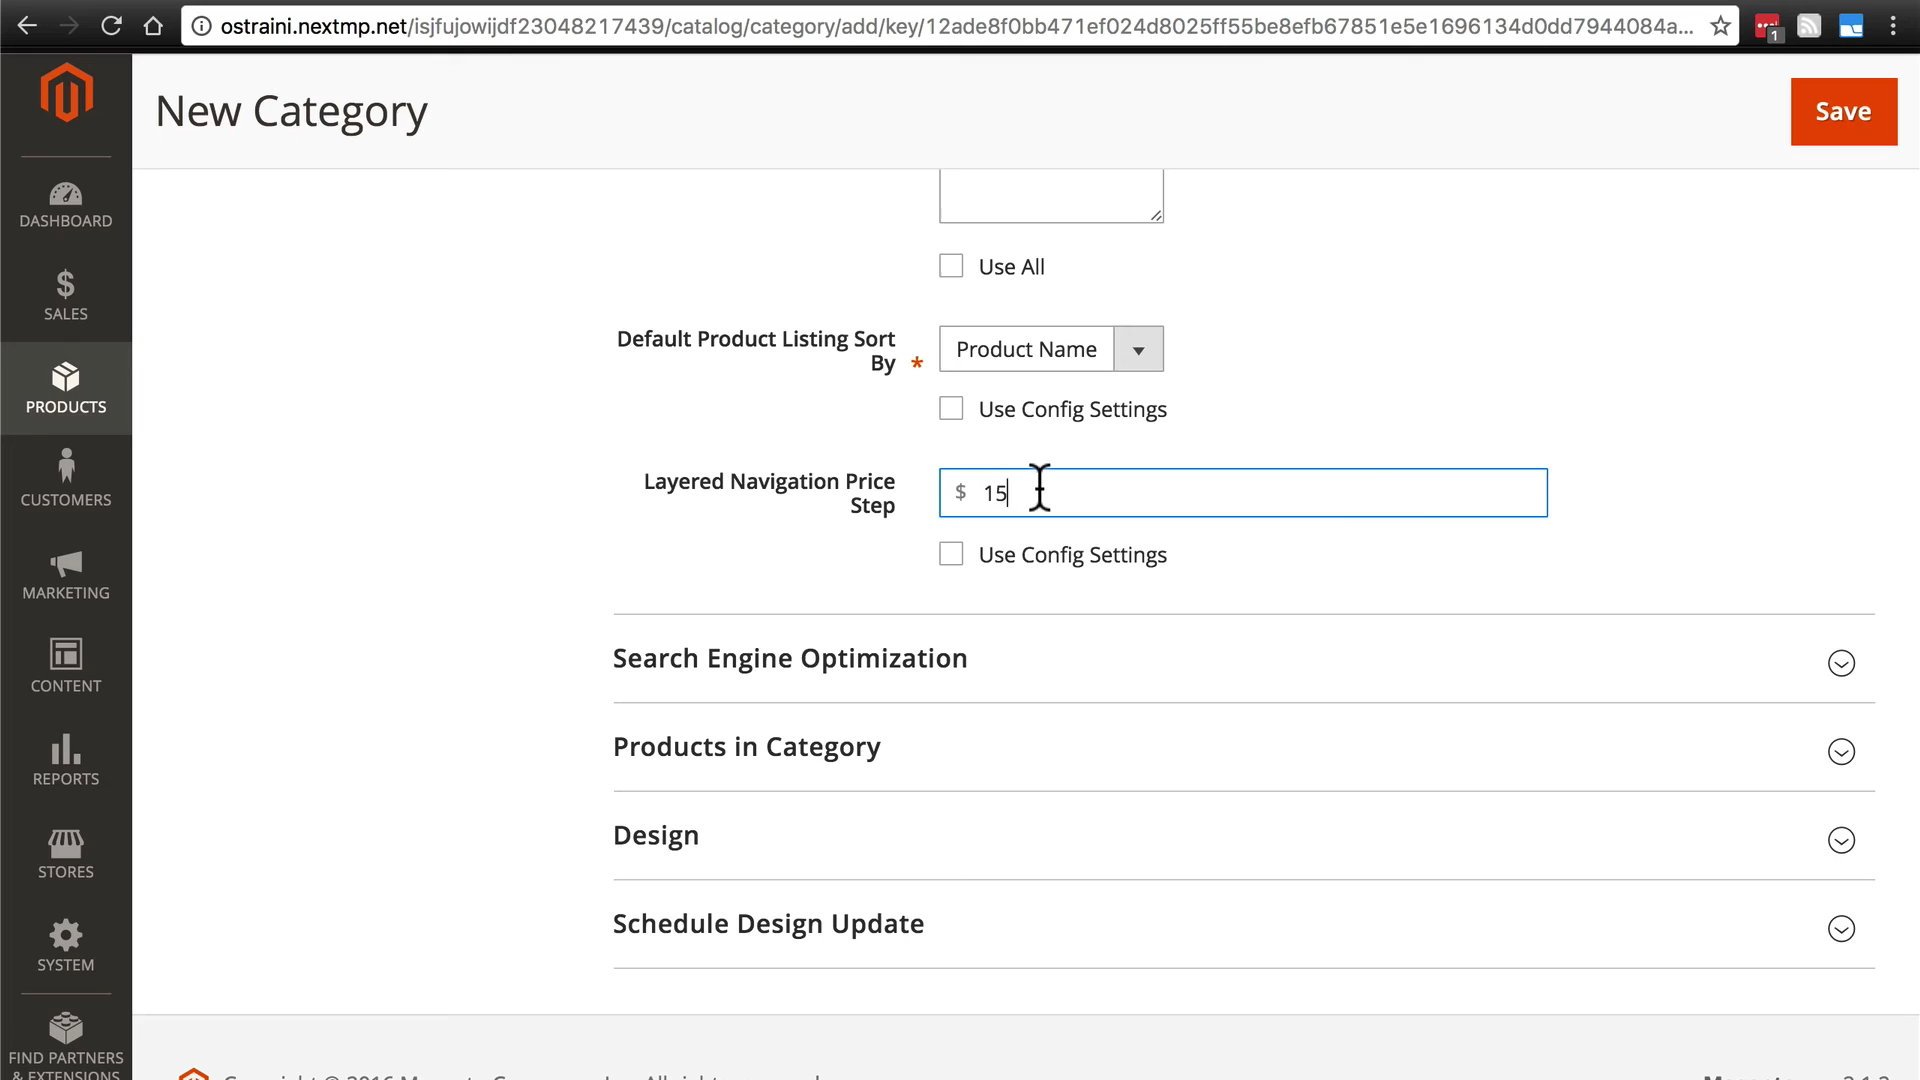 ostraini.nextmp.net/isjfujowijdf23048217439/catalog/category/add/key/12ade8f0bb471ef024d8025ff55be8efb67851e5e1696134d0dd7944084a...
1
New Category
Save
DASHBOARD
$
SALES
PRODUCTS
CUSTOMERS
MARKETING
CONTENT
REPORTS
STORES
SYSTEM
FIND PARTNERS
& EXTENSIONS
Use All
Default Product Listing Sort
By *
Product Name
Use Config Settings
Layered Navigation Price
Step
$ 15
Use Config Settings
Search Engine Optimization
Products in Category
Design
Schedule Design Update